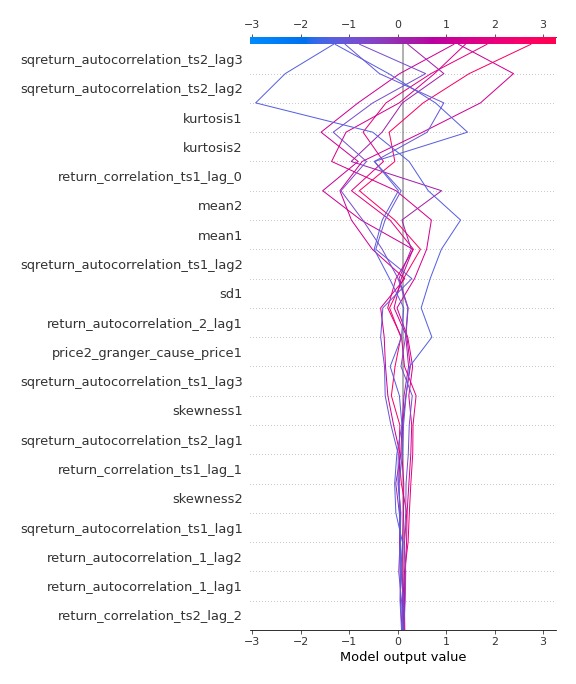 −3 −2 −1 0 1 2 3
sqreturn_autocorrelation_ts2_lag3
sqreturn_autocorrelation_ts2_lag2
kurtosis1
kurtosis2
return_correlation_ts1_lag_0
mean2
mean1
sqreturn_autocorrelation_ts1_lag2
sd1
return_autocorrelation_2_lag1
price2_granger_cause_price1
sqreturn_autocorrelation_ts1_lag3
skewness1
sqreturn_autocorrelation_ts2_lag1
return_correlation_ts1_lag_1
skewness2
sqreturn_autocorrelation_ts1_lag1
return_autocorrelation_1_lag2
return_autocorrelation_1_lag1
return_correlation_ts2_lag_2
−3 −2 −1 0 1 2 3
Model output value